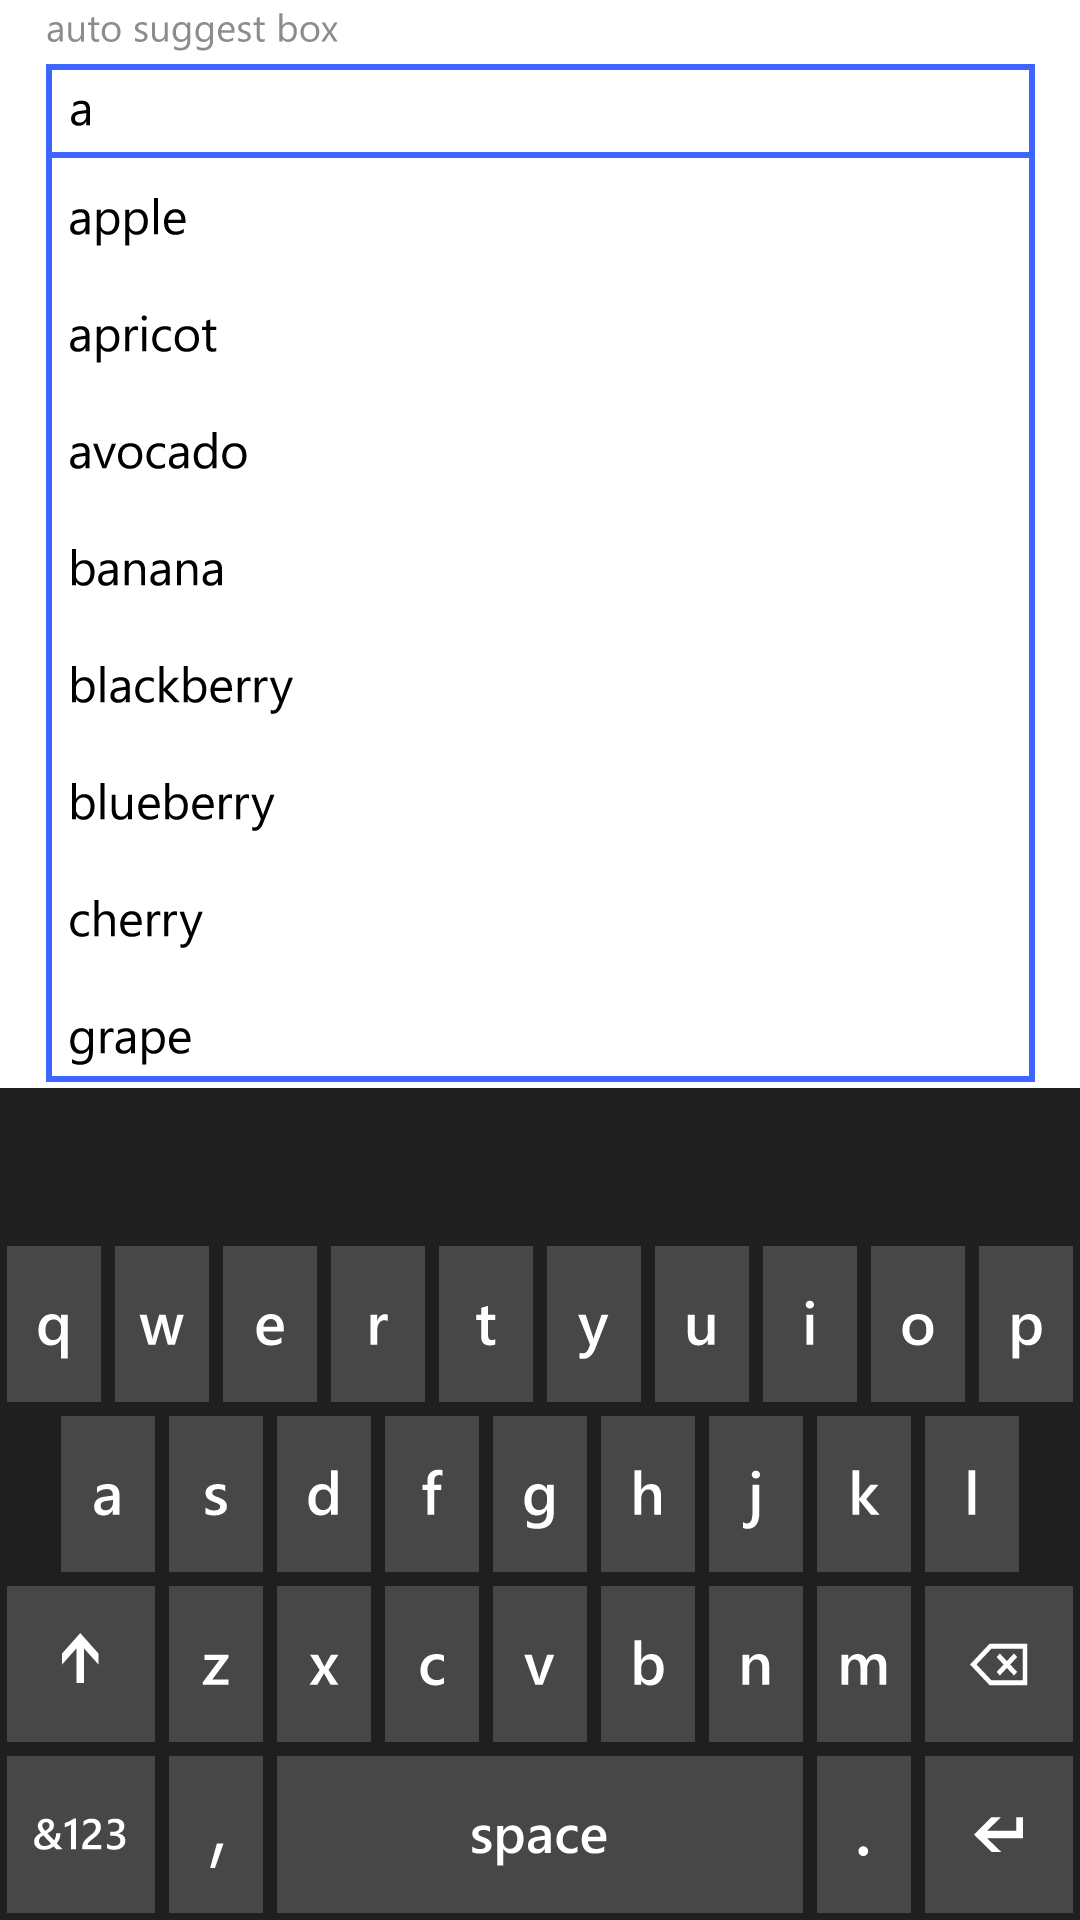 auto suggest box
a
apple
apricot
avocado
banana
blackberry
blueberry
cherry
grape
q w e r t y u i o p
a s d f g h j k l
z x c v b n m
&123 , space .